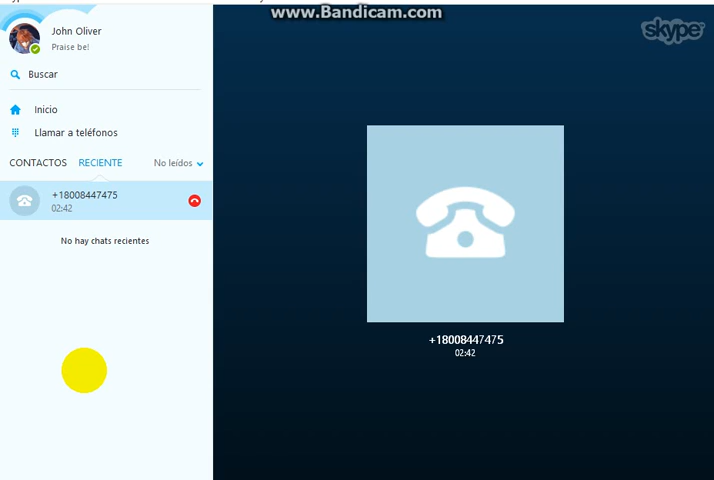 www.Bandicam.com
John Oliver
Praise be!
Buscar
Inicio
Llamar a teléfonos
CONTACTOS RECIENTE No leídos
+18008447475
02:42
No hay chats recientes
skype
+18008447475
02:42